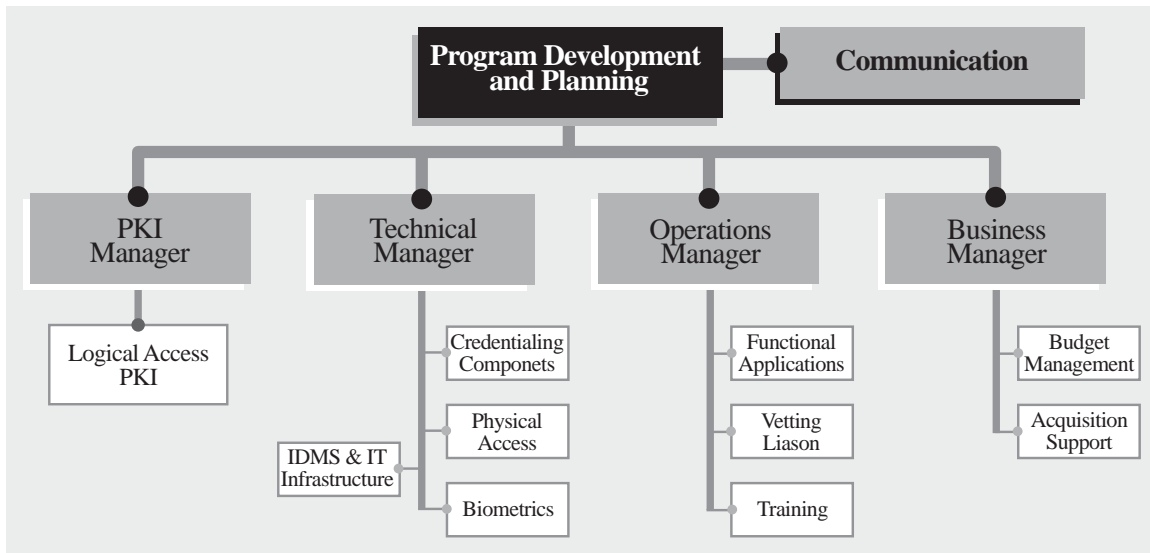 Program Development
and Planning
Communication
PKI
Manager
Technical
Manager
Operations
Manager
Business
Manager
Logical Access
PKI
Credentialing
Componets
Physical
Access
IDMS & IT
Infrastructure
Biometrics
Functional
Applications
Vetting
Liason
Training
Budget
Management
Acquisition
Support